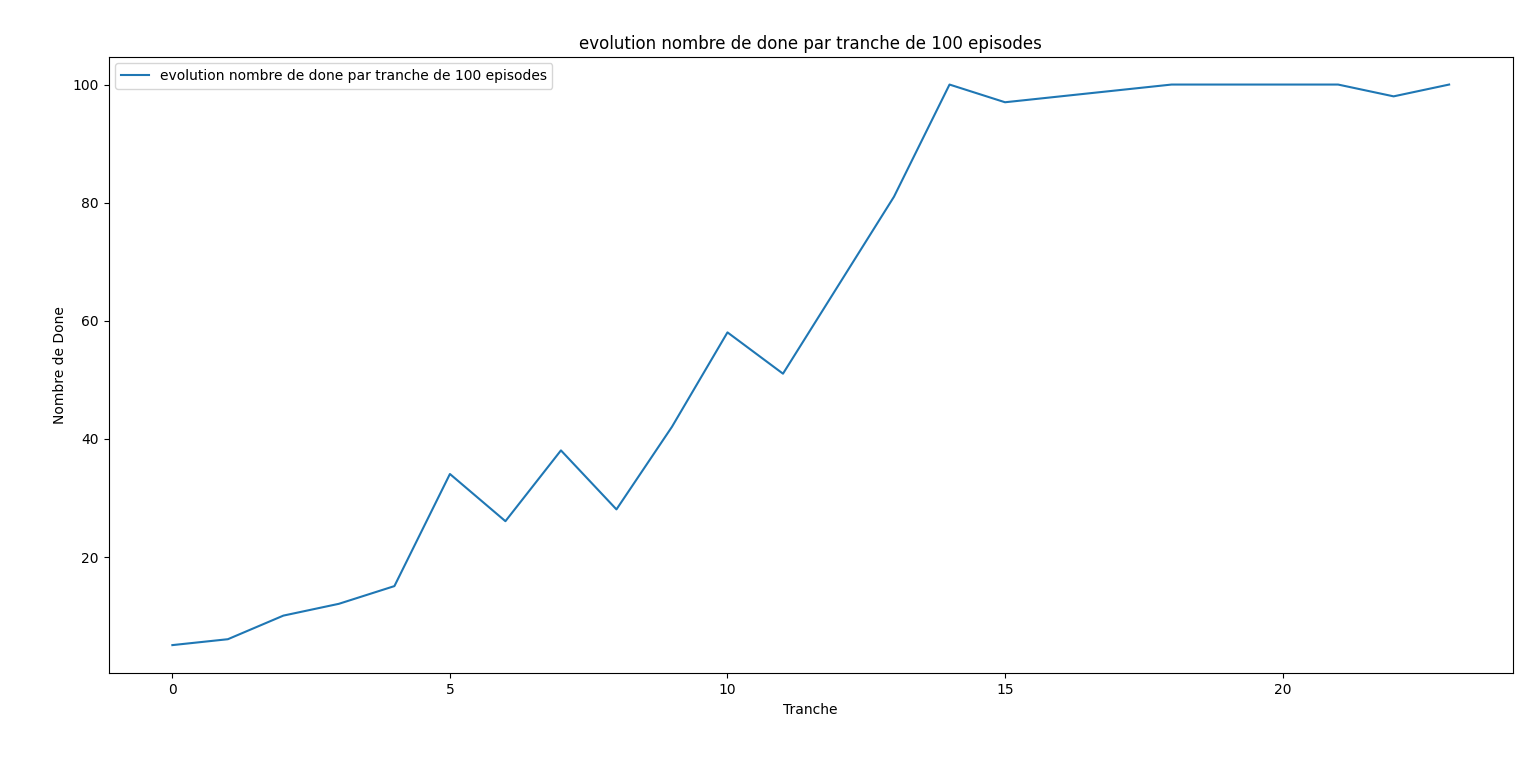 evolution nombre de done par tranche de 100 episodes
evolution nombre de done par tranche de 100 episodes
100
80
60
40
20
Nombre de Done
0 5 10 15 20
Tranche